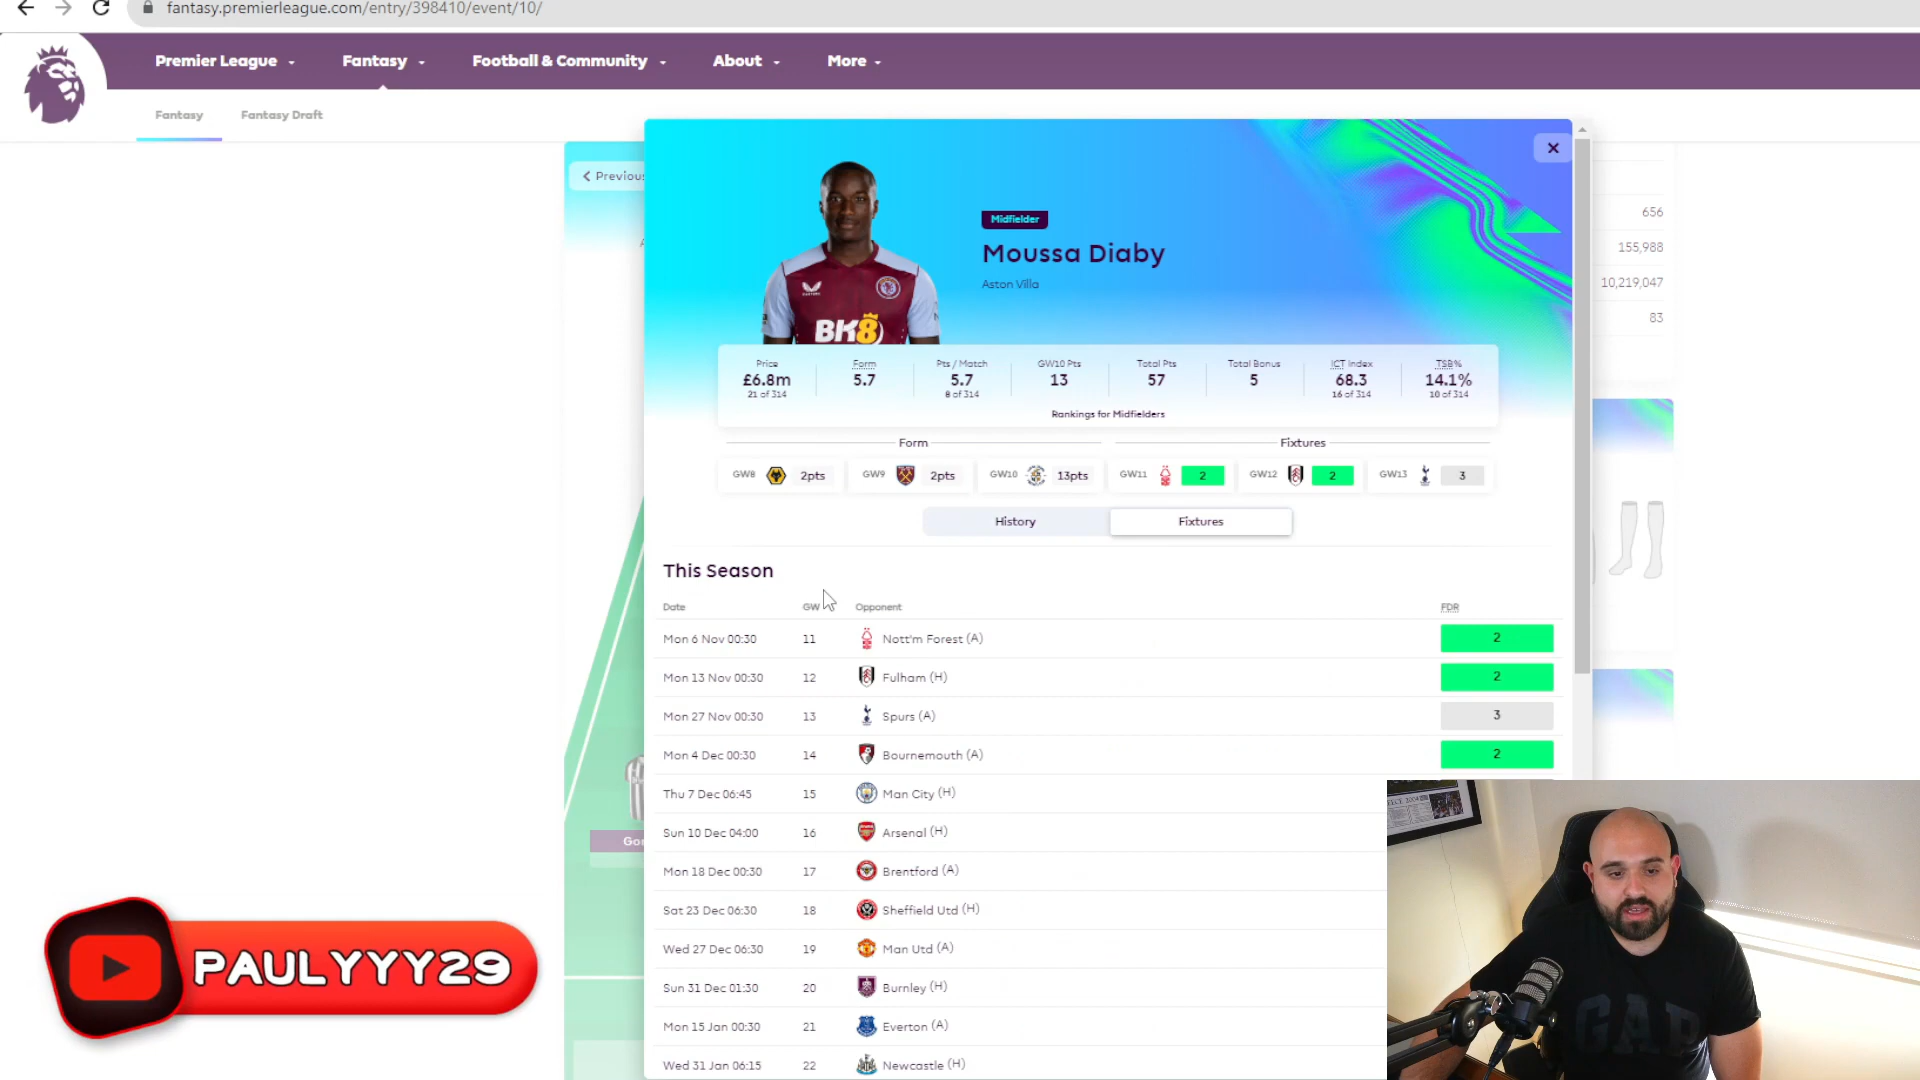 fantasy.premierleague.com/entry/398410/event/10/
Premier League
Fantasy
Football & Community
About
More
Fantasy
Fantasy Draft
Previous
Midfielder
Moussa Diaby
Aston Villa
BK8
656
155,988
10,219,047
83
Price Form Pts / Match GW10 Pts Total Pts Total Bonus ICT Index TSB%
£6.8m 5.7 5.7 13 57 5 68.3 14.1%
21 of 314 8 of 314 16 of 314 10 of 314
Rankings for Midfielders
Form Fixtures
GW8 2pts GW9 2pts GW10 13pts GW11 2 GW12 2 GW13 3
History Fixtures
This Season
Date GW Opponent FDR
Mon 6 Nov 00:30 11 Nott'm Forest (A) 2
Mon 13 Nov 00:30 12 Fulham (H) 2
Mon 27 Nov 00:30 13 Spurs (A) 3
Mon 4 Dec 00:30 14 Bournemouth (A) 2
Thu 7 Dec 06:45 15 Man City (H)
Sun 10 Dec 04:00 16 Arsenal (H)
Mon 18 Dec 00:30 17 Brentford (A)
Sat 23 Dec 06:30 18 Sheffield Utd (H)
Wed 27 Dec 06:30 19 Man Utd (A)
Sun 31 Dec 01:30 20 Burnley (H)
Mon 15 Jan 00:30 21 Everton (A)
Wed 31 Jan 06:15 22 Newcastle (H)
Gor
PAULYYY29
GAP